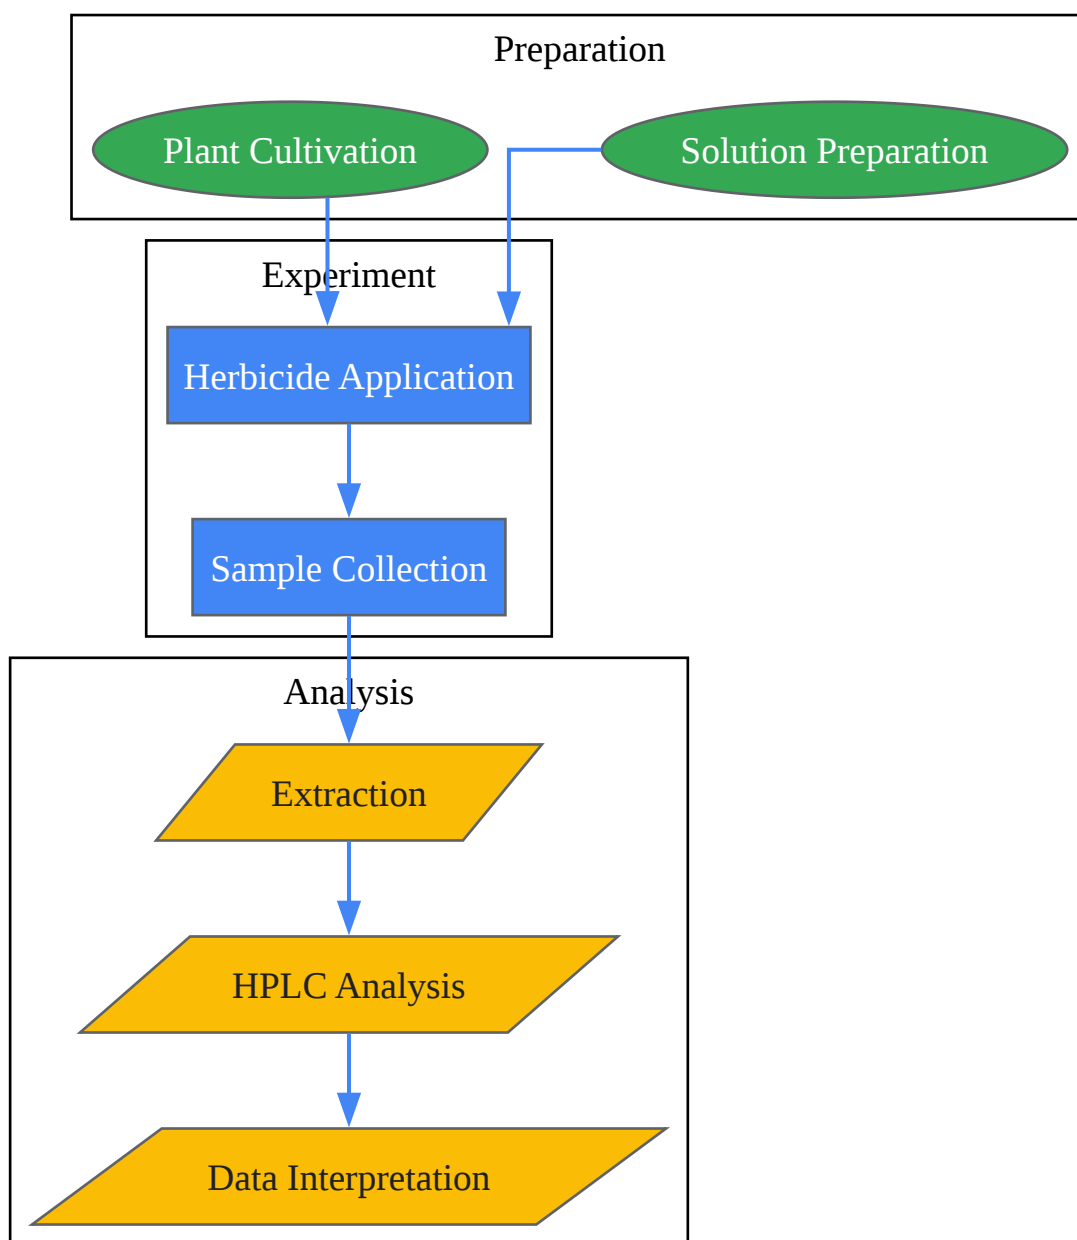 Preparation
Plant Cultivation
Solution Preparation
Experiment
Herbicide Application
Sample Collection
Analysis
Extraction
HPLC Analysis
Data Interpretation